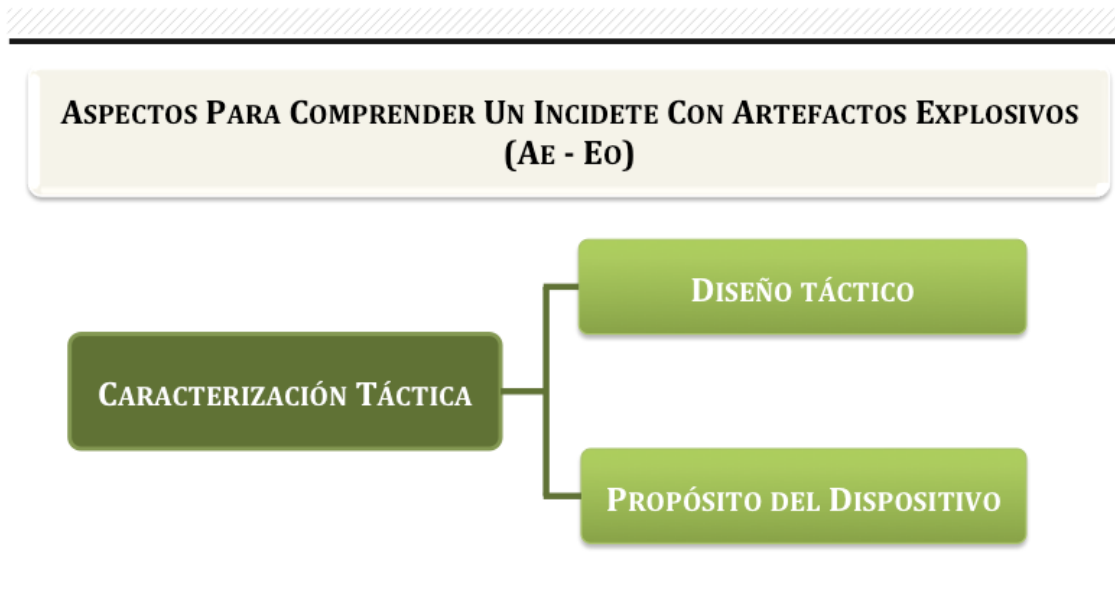 ASPECTOS PARA COMPRENDER UN INCIDETE CON ARTEFACTOS EXPLOSIVOS
(AE - EO)
DISEÑO TÁCTICO
CARACTERIZACIÓN TÁCTICA
PROPÓSITO DEL DISPOSITIVO